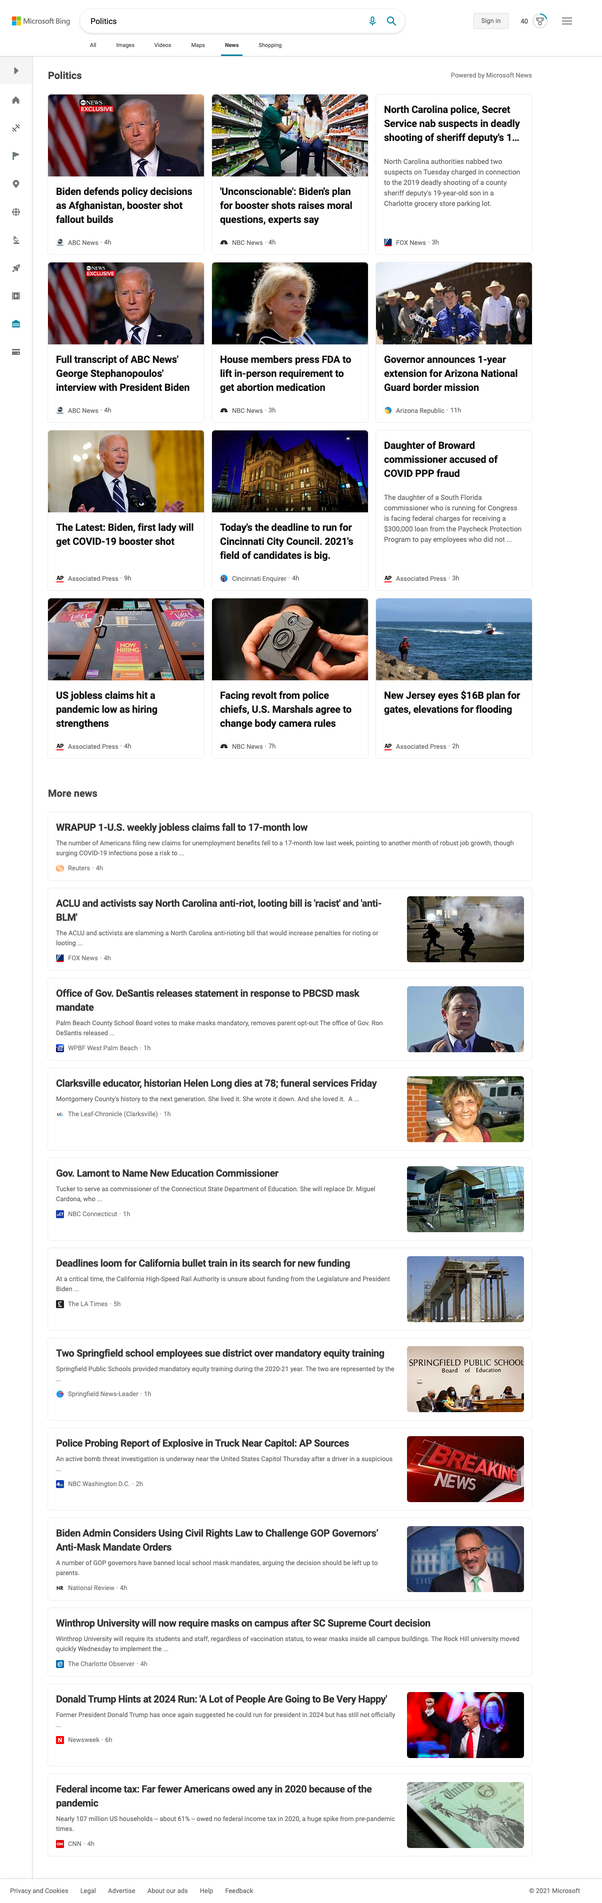 Microsoft Bing
Politics
Sign in
40
All
Images
Videos
Maps
News
Shopping
Politics
Powered by Microsoft News
NEWS
EXCLUSIVE
Biden defends policy decisions
as Afghanistan, booster shot
fallout builds
ABC News · 4h
'Unconscionable': Biden's plan
for booster shots raises moral
questions, experts say
NBC News · 4h
North Carolina police, Secret
Service nab suspects in deadly
shooting of sheriff deputy's 1...
North Carolina authorities nabbed two
suspects on Tuesday charged in connection
to the 2019 deadly shooting of a county
sheriff deputy's 19-year-old son in a
Charlotte grocery store parking lot.
FOX News · 3h
NEWS
EXCLUSIVE
Full transcript of ABC News'
George Stephanopoulos'
interview with President Biden
ABC News · 4h
House members press FDA to
lift in-person requirement to
get abortion medication
NBC News · 3h
Governor announces 1-year
extension for Arizona National
Guard border mission
Arizona Republic · 11h
The Latest: Biden, first lady will
get COVID-19 booster shot
AP Associated Press · 9h
Today's the deadline to run for
Cincinnati City Council. 2021's
field of candidates is big.
Cincinnati Enquirer · 4h
Daughter of Broward
commissioner accused of
COVID PPP fraud
The daughter of a South Florida
commissioner who is running for Congress
is facing federal charges for receiving a
$300,000 loan from the Paycheck Protection
Program to pay employees who did not ...
AP Associated Press · 3h
NOW
HIRING
US jobless claims hit a
pandemic low as hiring
strengthens
AP Associated Press · 4h
Facing revolt from police
chiefs, U.S. Marshals agree to
change body camera rules
NBC News · 7h
New Jersey eyes $16B plan for
gates, elevations for flooding
AP Associated Press · 2h
More news
WRAPUP 1-U.S. weekly jobless claims fall to 17-month low
The number of Americans filing new claims for unemployment benefits fell to a 17-month low last week, pointing to another month of robust job growth, though
surging COVID-19 infections pose a risk to ...
Reuters · 4h
ACLU and activists say North Carolina anti-riot, looting bill is 'racist' and 'anti-
BLM'
The ACLU and activists are slamming a North Carolina anti-rioting bill that would increase penalties for rioting or
looting ...
FOX News · 4h
Office of Gov. DeSantis releases statement in response to PBCSD mask
mandate
Palm Beach County School Board votes to make masks mandatory, removes parent opt-out The office of Gov. Ron
DeSantis released ...
WPBF West Palm Beach · 1h
Clarksville educator, historian Helen Long dies at 78; funeral services Friday
Montgomery County's history to the next generation. She lived it. She wrote it down. And she loved it. A ...
LC The Leaf-Chronicle (Clarksville) · 1h
Gov. Lamont to Name New Education Commissioner
Tucker to serve as commissioner of the Connecticut State Department of Education. She will replace Dr. Miguel
Cardona, who ...
NBC Connecticut · 1h
Deadlines loom for California bullet train in its search for new funding
At a critical time, the California High-Speed Rail Authority is unsure about funding from the Legislature and President
Biden ...
The LA Times · 5h
Two Springfield school employees sue district over mandatory equity training
Springfield Public Schools provided mandatory equity training during the 2020-21 year. The two are represented by the
...
Springfield News-Leader · 1h
SPRINGFIELD PUBLIC SCHOOL
Board of Education
Police Probing Report of Explosive in Truck Near Capitol: AP Sources
An active bomb threat investigation is underway near the United States Capitol Thursday after a driver in a suspicious
...
NBC Washington D.C. · 2h
BREAKING
NEWS
Biden Admin Considers Using Civil Rights Law to Challenge GOP Governors'
Anti-Mask Mandate Orders
A number of GOP governors have banned local school mask mandates, arguing the decision should be left up to
parents.
NR National Review · 4h
Winthrop University will now require masks on campus after SC Supreme Court decision
Winthrop University will require its students and staff, regardless of vaccination status, to wear masks inside all campus buildings. The Rock Hill university moved
quickly Wednesday to implement the ...
The Charlotte Observer · 4h
Donald Trump Hints at 2024 Run: 'A Lot of People Are Going to Be Very Happy'
Former President Donald Trump has once again suggested he could run for president in 2024 but has still not officially
...
N Newsweek · 6h
Federal income tax: Far fewer Americans owed any in 2020 because of the
pandemic
Nearly 107 million US households – about 61% – owed no federal income tax in 2020, a huge spike from pre-pandemic
times.
CNN CNN · 4h
Privacy and Cookies
Legal
Advertise
About our ads
Help
Feedback
© 2021 Microsoft